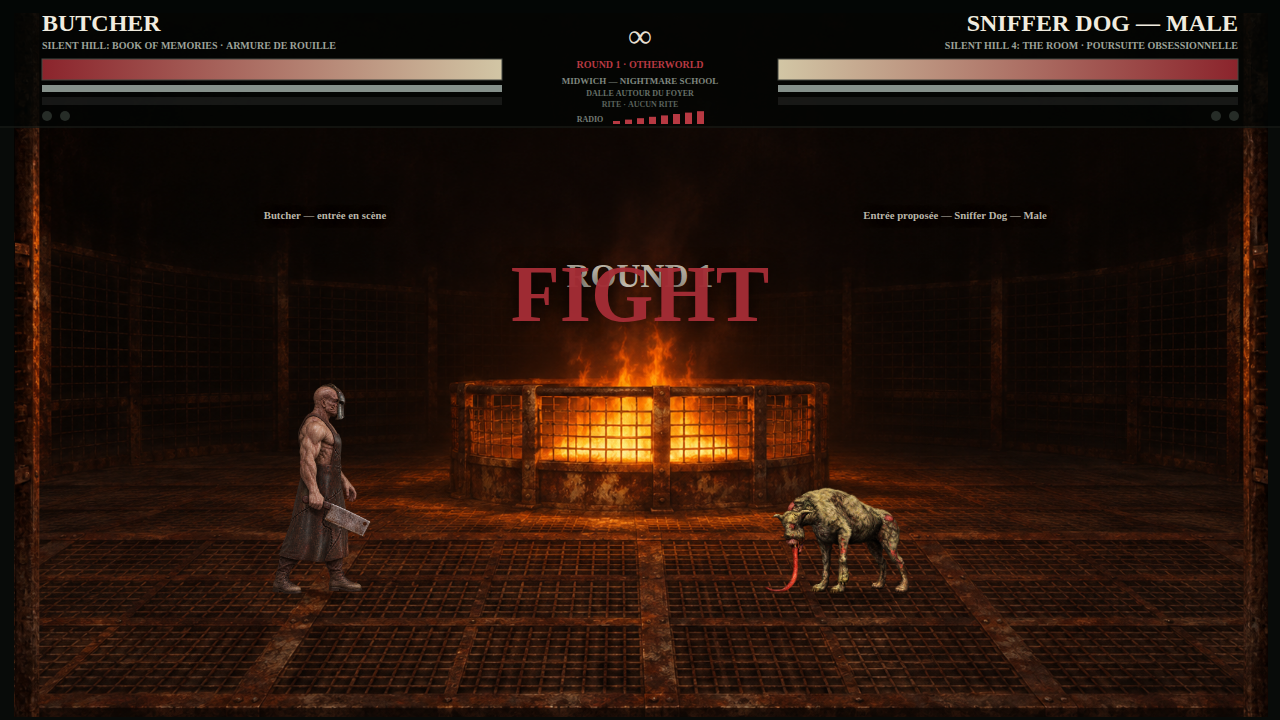 BUTCHER
SILENT HILL: BOOK OF MEMORIES · ARMURE DE ROUILLE
∞
ROUND 1 · OTHERWORLD
MIDWICH — NIGHTMARE SCHOOL
DALLE AUTOUR DU FOYER
RITE · AUCUN RITE
RADIO
SNIFFER DOG — MALE
SILENT HILL 4: THE ROOM · POURSUITE OBSESSIONNELLE
Butcher — entrée en scène
Entrée proposée — Sniffer Dog — Male
ROUND 1
FIGHT